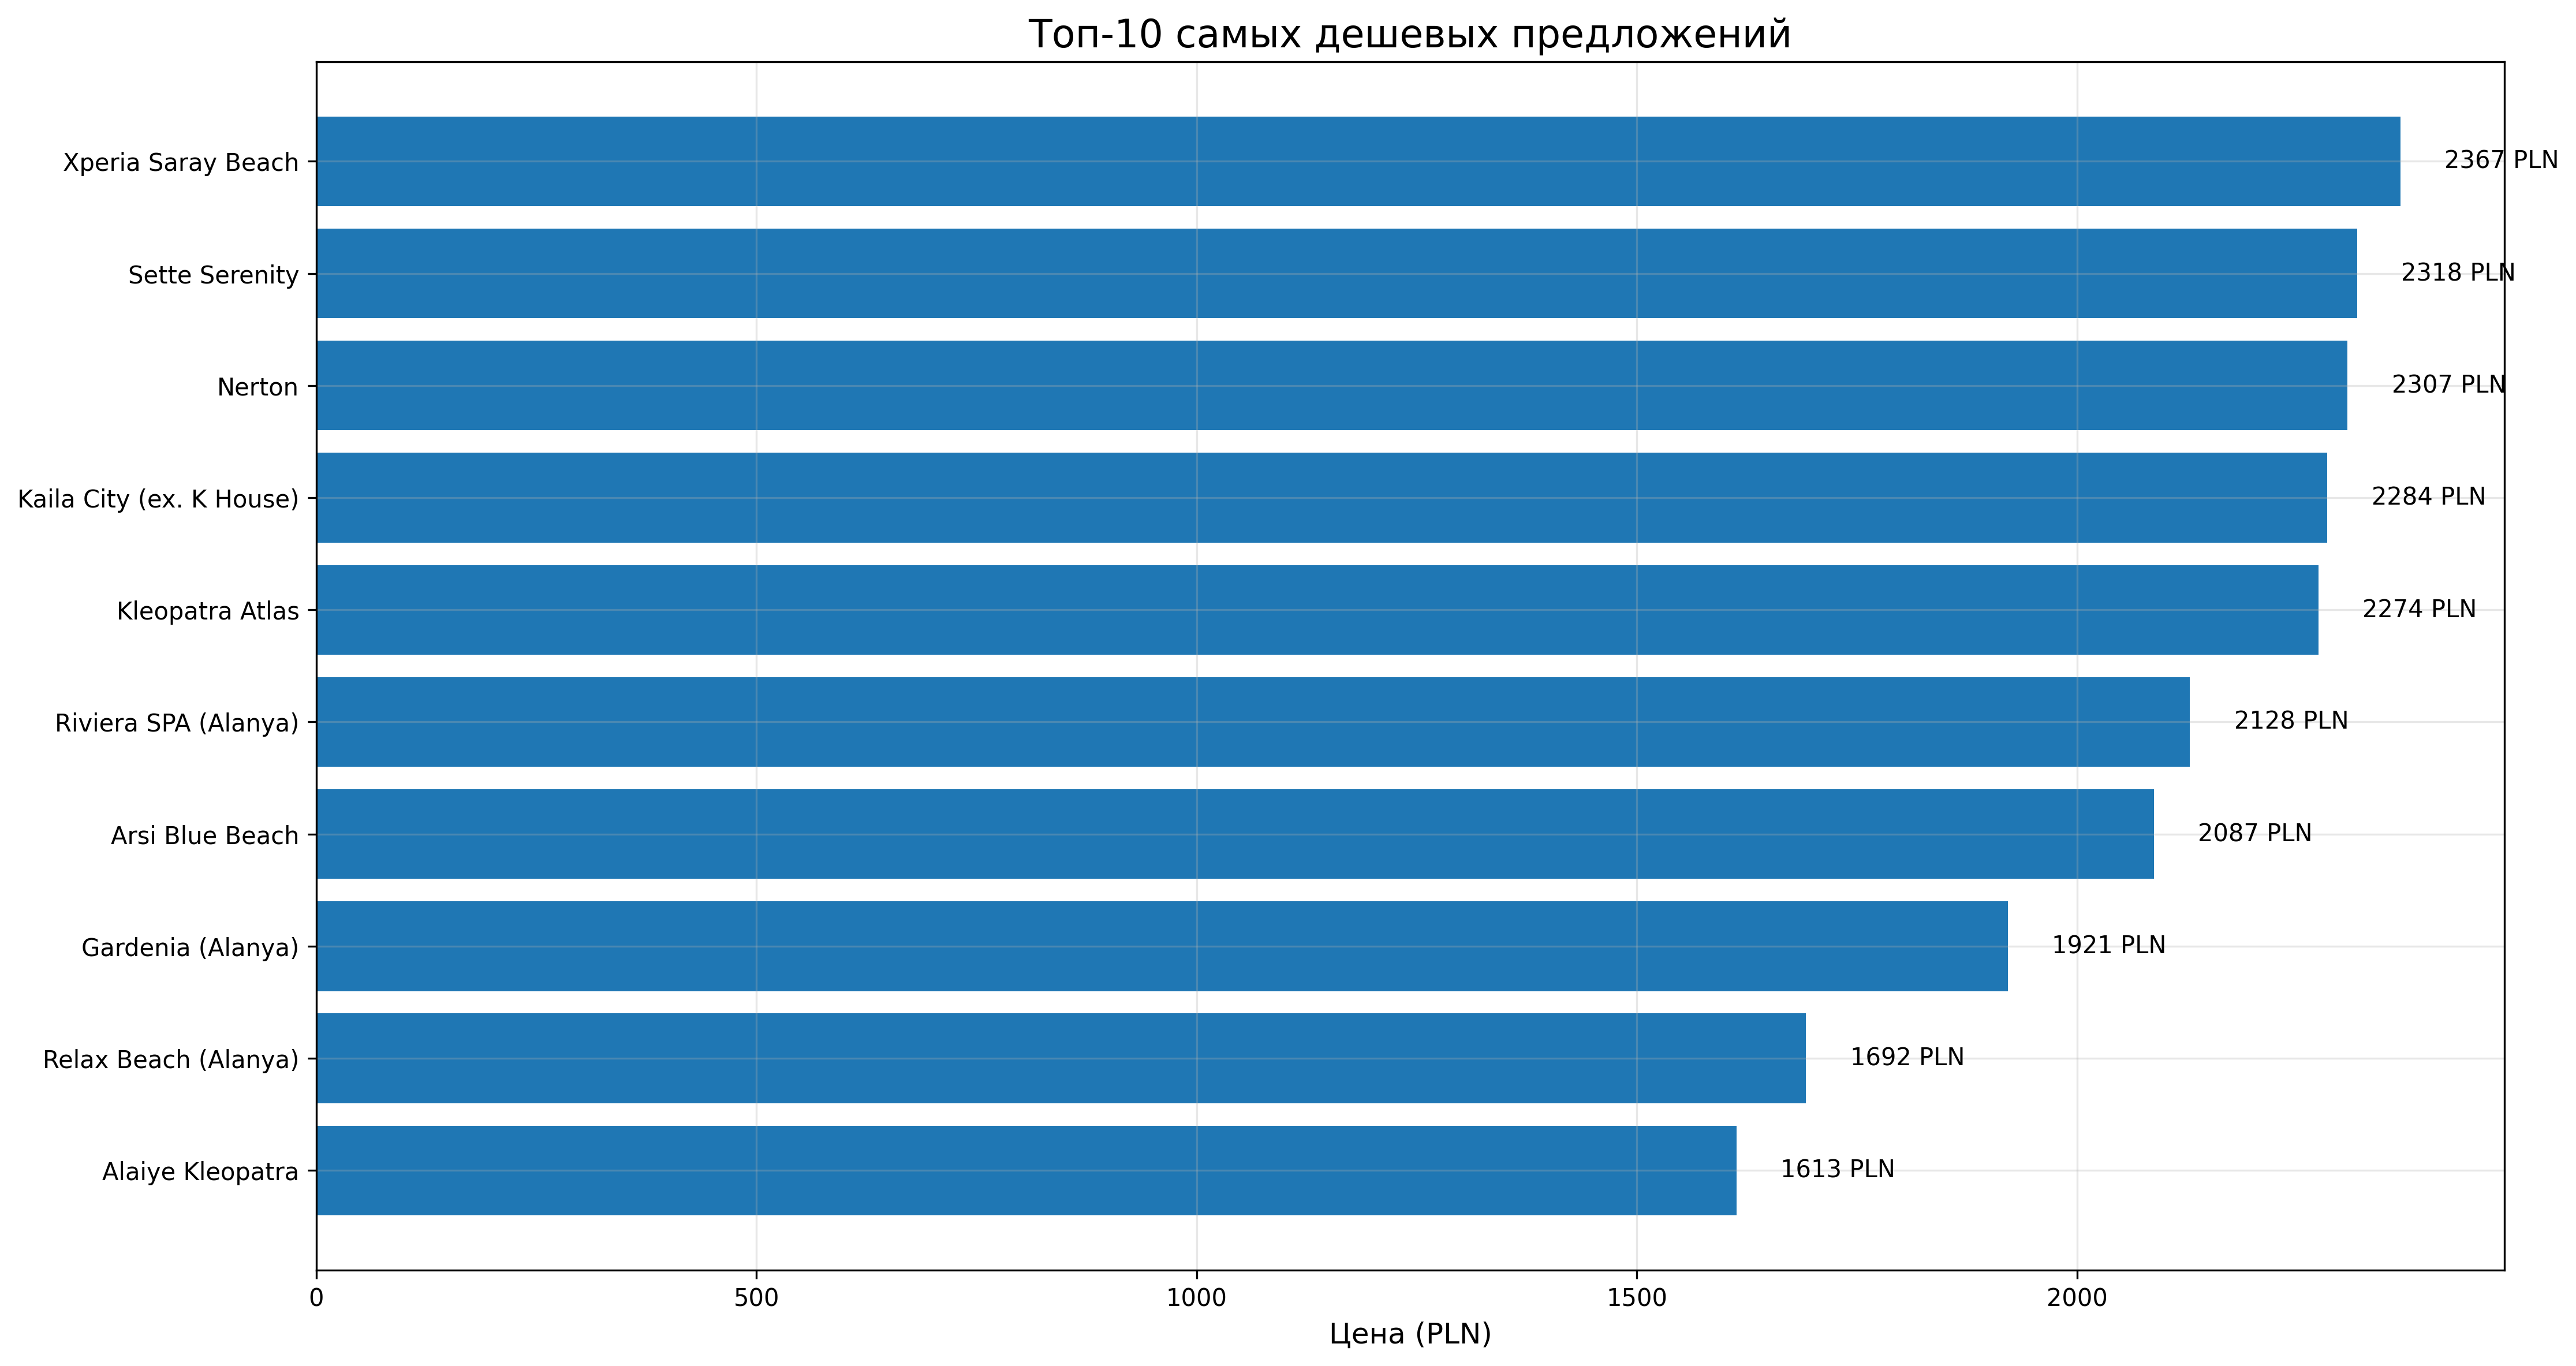 Топ-10 самых дешевых предложений
Xperia Saray Beach 2367 PLN
Sette Serenity 2318 PLN
Nerton 2307 PLN
Kaila City (ex. K House) 2284 PLN
Kleopatra Atlas 2274 PLN
Riviera SPA (Alanya) 2128 PLN
Arsi Blue Beach 2087 PLN
Gardenia (Alanya) 1921 PLN
Relax Beach (Alanya) 1692 PLN
Alaiye Kleopatra 1613 PLN
0 500 1000 1500 2000
Цена (PLN)